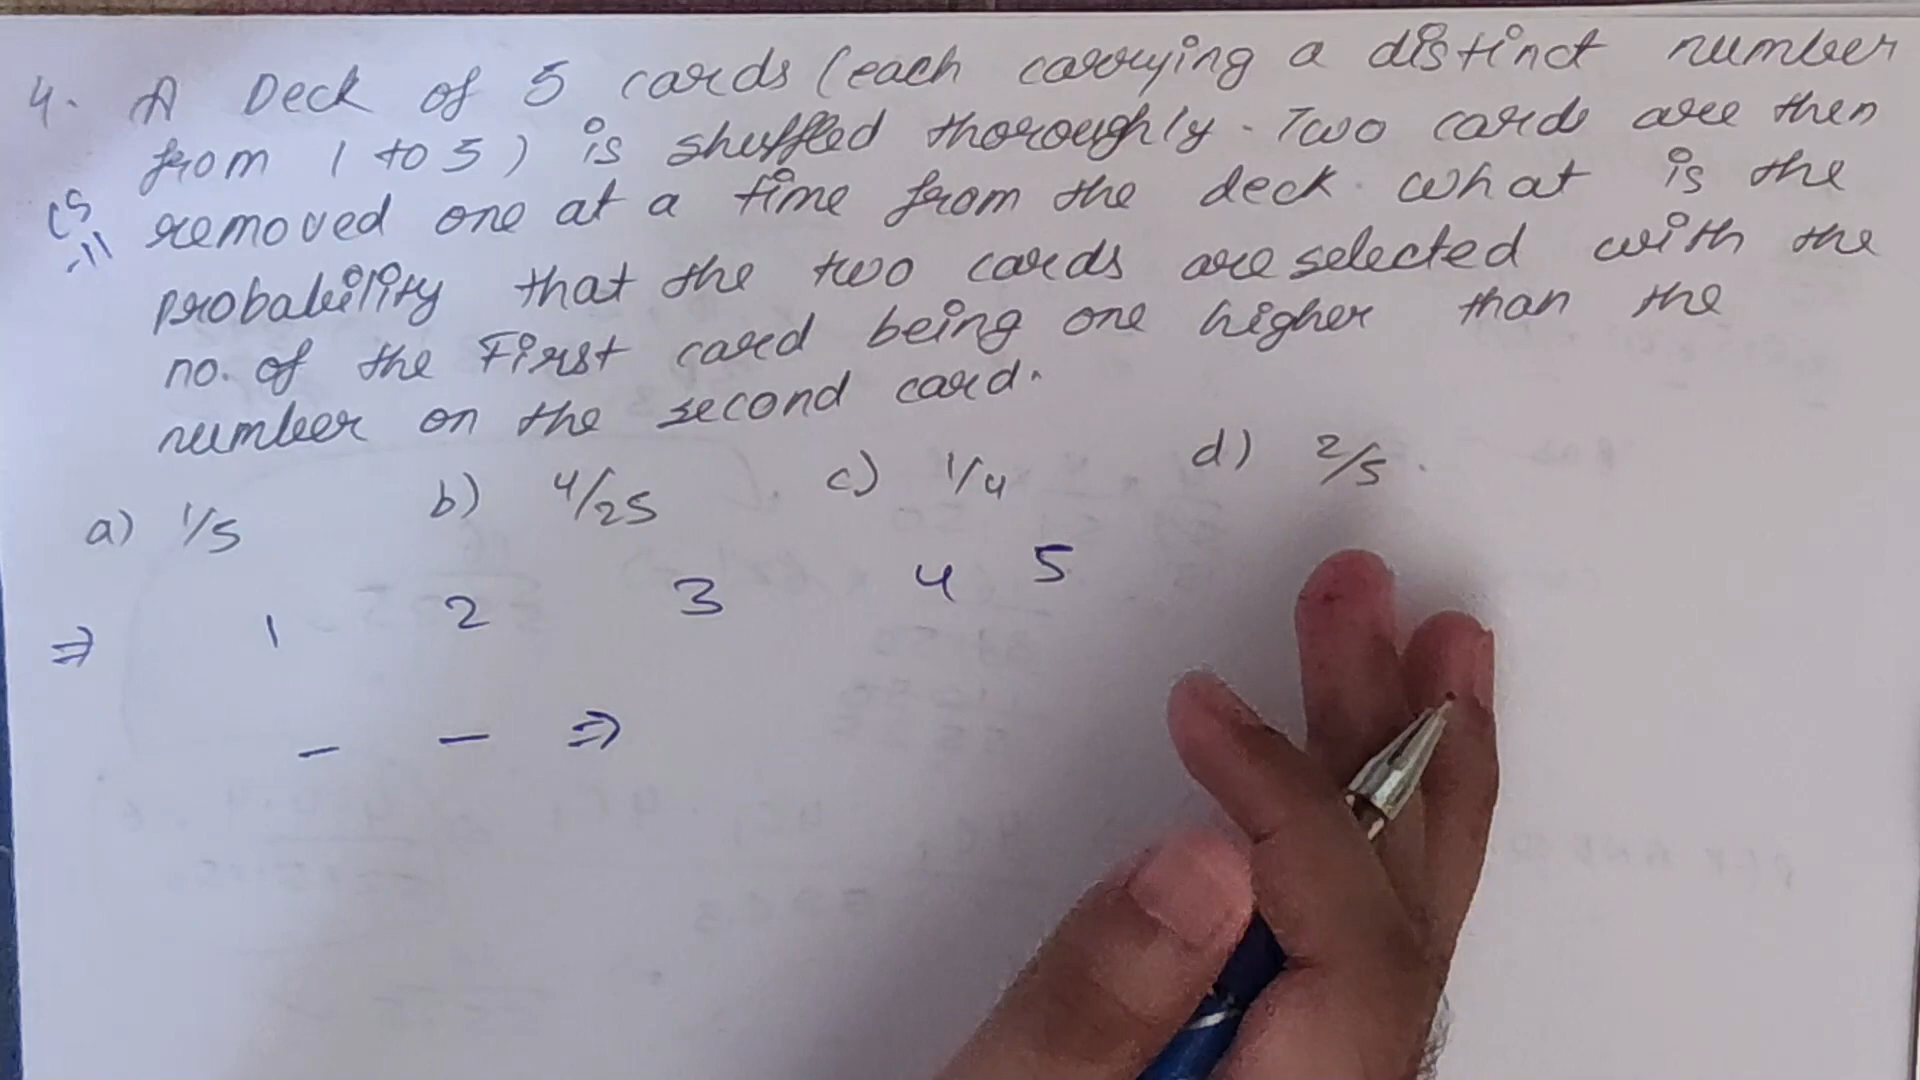 4. A Deck of 5 cards (each carrying a distinct number
from 1 to 5) is shuffled thoroughly. Two cards are then
removed one at a time from the deck. what is the
CS
-11
probability that the two cards are selected with the
no. of the First card being one higher than the
number on the second card.
a) 1/5 b) 4/25 c) 1/4 d) 2/5.
⇒ 1 2 3 4 5
_ _ ⇒